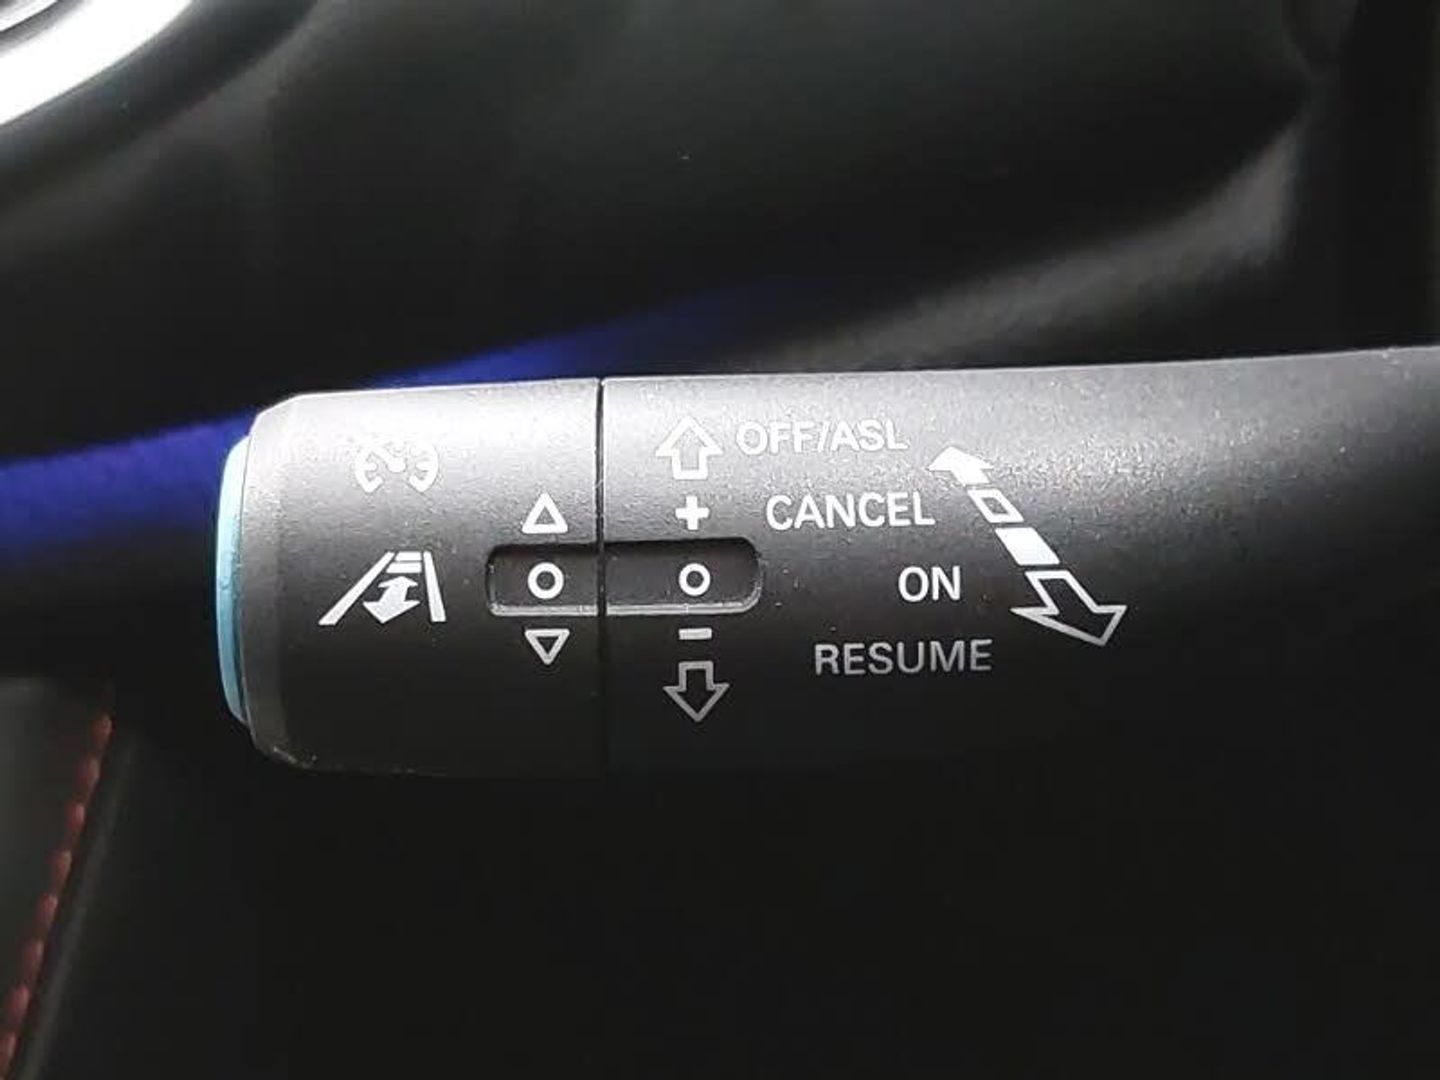 OFF/ASL
+ CANCEL
ON
-
RESUME